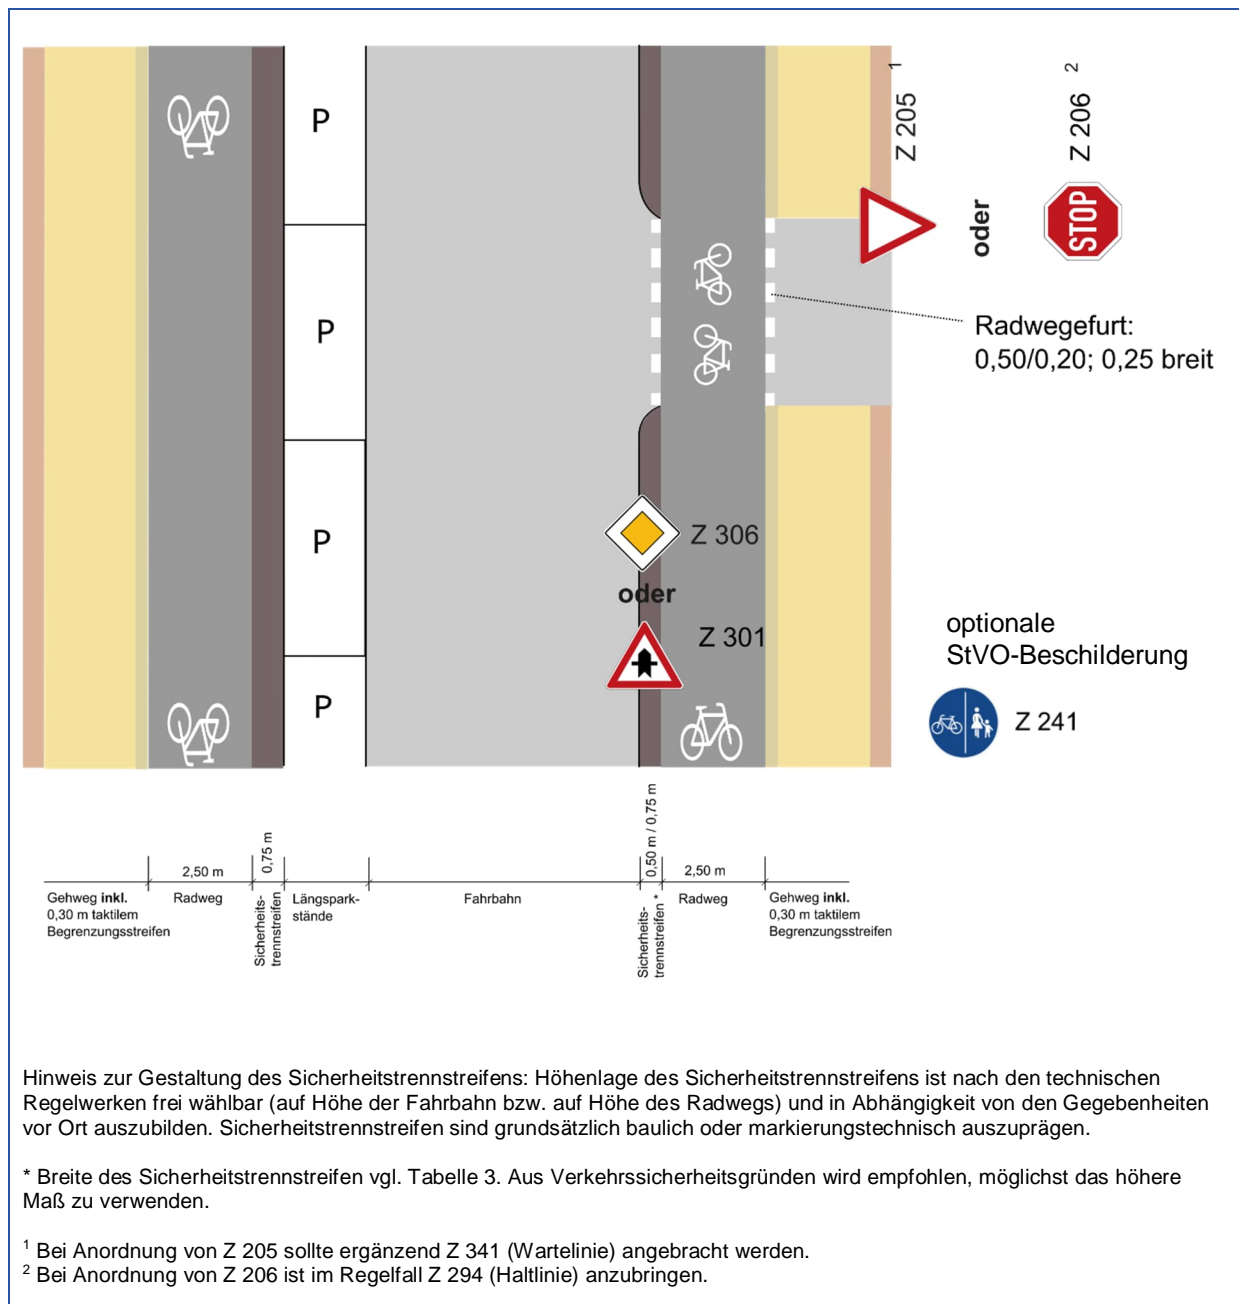 P
P
P
P
Z 205 1
oder
Z 206 2
STOP
Radwegefurt:
0,50/0,20; 0,25 breit
Z 306
oder
Z 301
optionale
StVO-Beschilderung
Z 241
2,50 m
0,75 m
0,50 m / 0,75 m
2,50 m
Gehweg inkl.
0,30 m taktilem
Begrenzungsstreifen
Radweg
Sicherheits-
trennstreifen
Längspark-
stände
Fahrbahn
Sicherheits-
trennstreifen *
Radweg
Gehweg inkl.
0,30 m taktilem
Begrenzungsstreifen
Hinweis zur Gestaltung des Sicherheitstrennstreifens: Höhenlage des Sicherheitstrennstreifens ist nach den technischen
Regelwerken frei wählbar (auf Höhe der Fahrbahn bzw. auf Höhe des Radwegs) und in Abhängigkeit von den Gegebenheiten
vor Ort auszubilden. Sicherheitstrennstreifen sind grundsätzlich baulich oder markierungstechnisch auszuprägen.
* Breite des Sicherheitstrennstreifen vgl. Tabelle 3. Aus Verkehrssicherheitsgründen wird empfohlen, möglichst das höhere
Maß zu verwenden.
1 Bei Anordnung von Z 205 sollte ergänzend Z 341 (Wartelinie) angebracht werden.
2 Bei Anordnung von Z 206 ist im Regelfall Z 294 (Haltlinie) anzubringen.